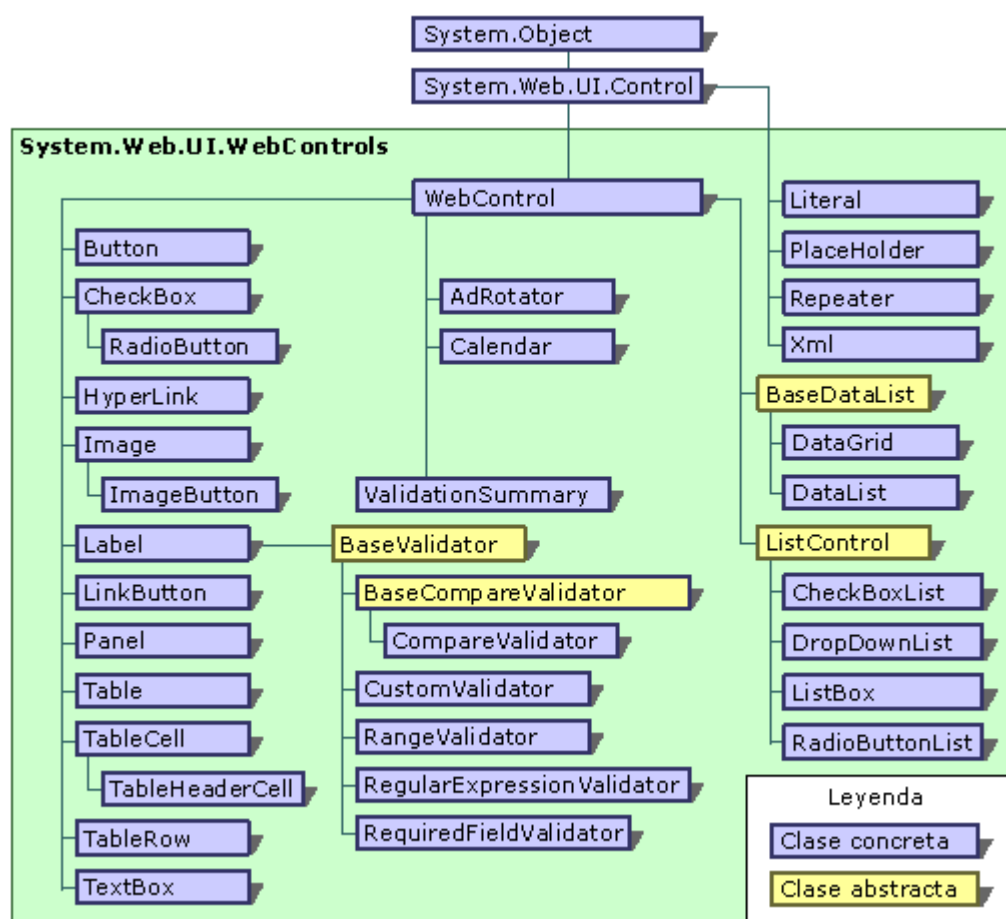 System.Object
System.Web.UI.Control
System.Web.UI.WebControls
WebControl
Button
CheckBox
RadioButton
HyperLink
Image
ImageButton
Label
LinkButton
Panel
Table
TableCell
TableHeaderCell
TableRow
TextBox
AdRotator
Calendar
ValidationSummary
BaseValidator
BaseCompareValidator
CompareValidator
CustomValidator
RangeValidator
RegularExpressionValidator
RequiredFieldValidator
Literal
PlaceHolder
Repeater
Xml
BaseDataList
DataGrid
DataList
ListControl
CheckBoxList
DropDownList
ListBox
RadioButtonList
Leyenda
Clase concreta
Clase abstracta